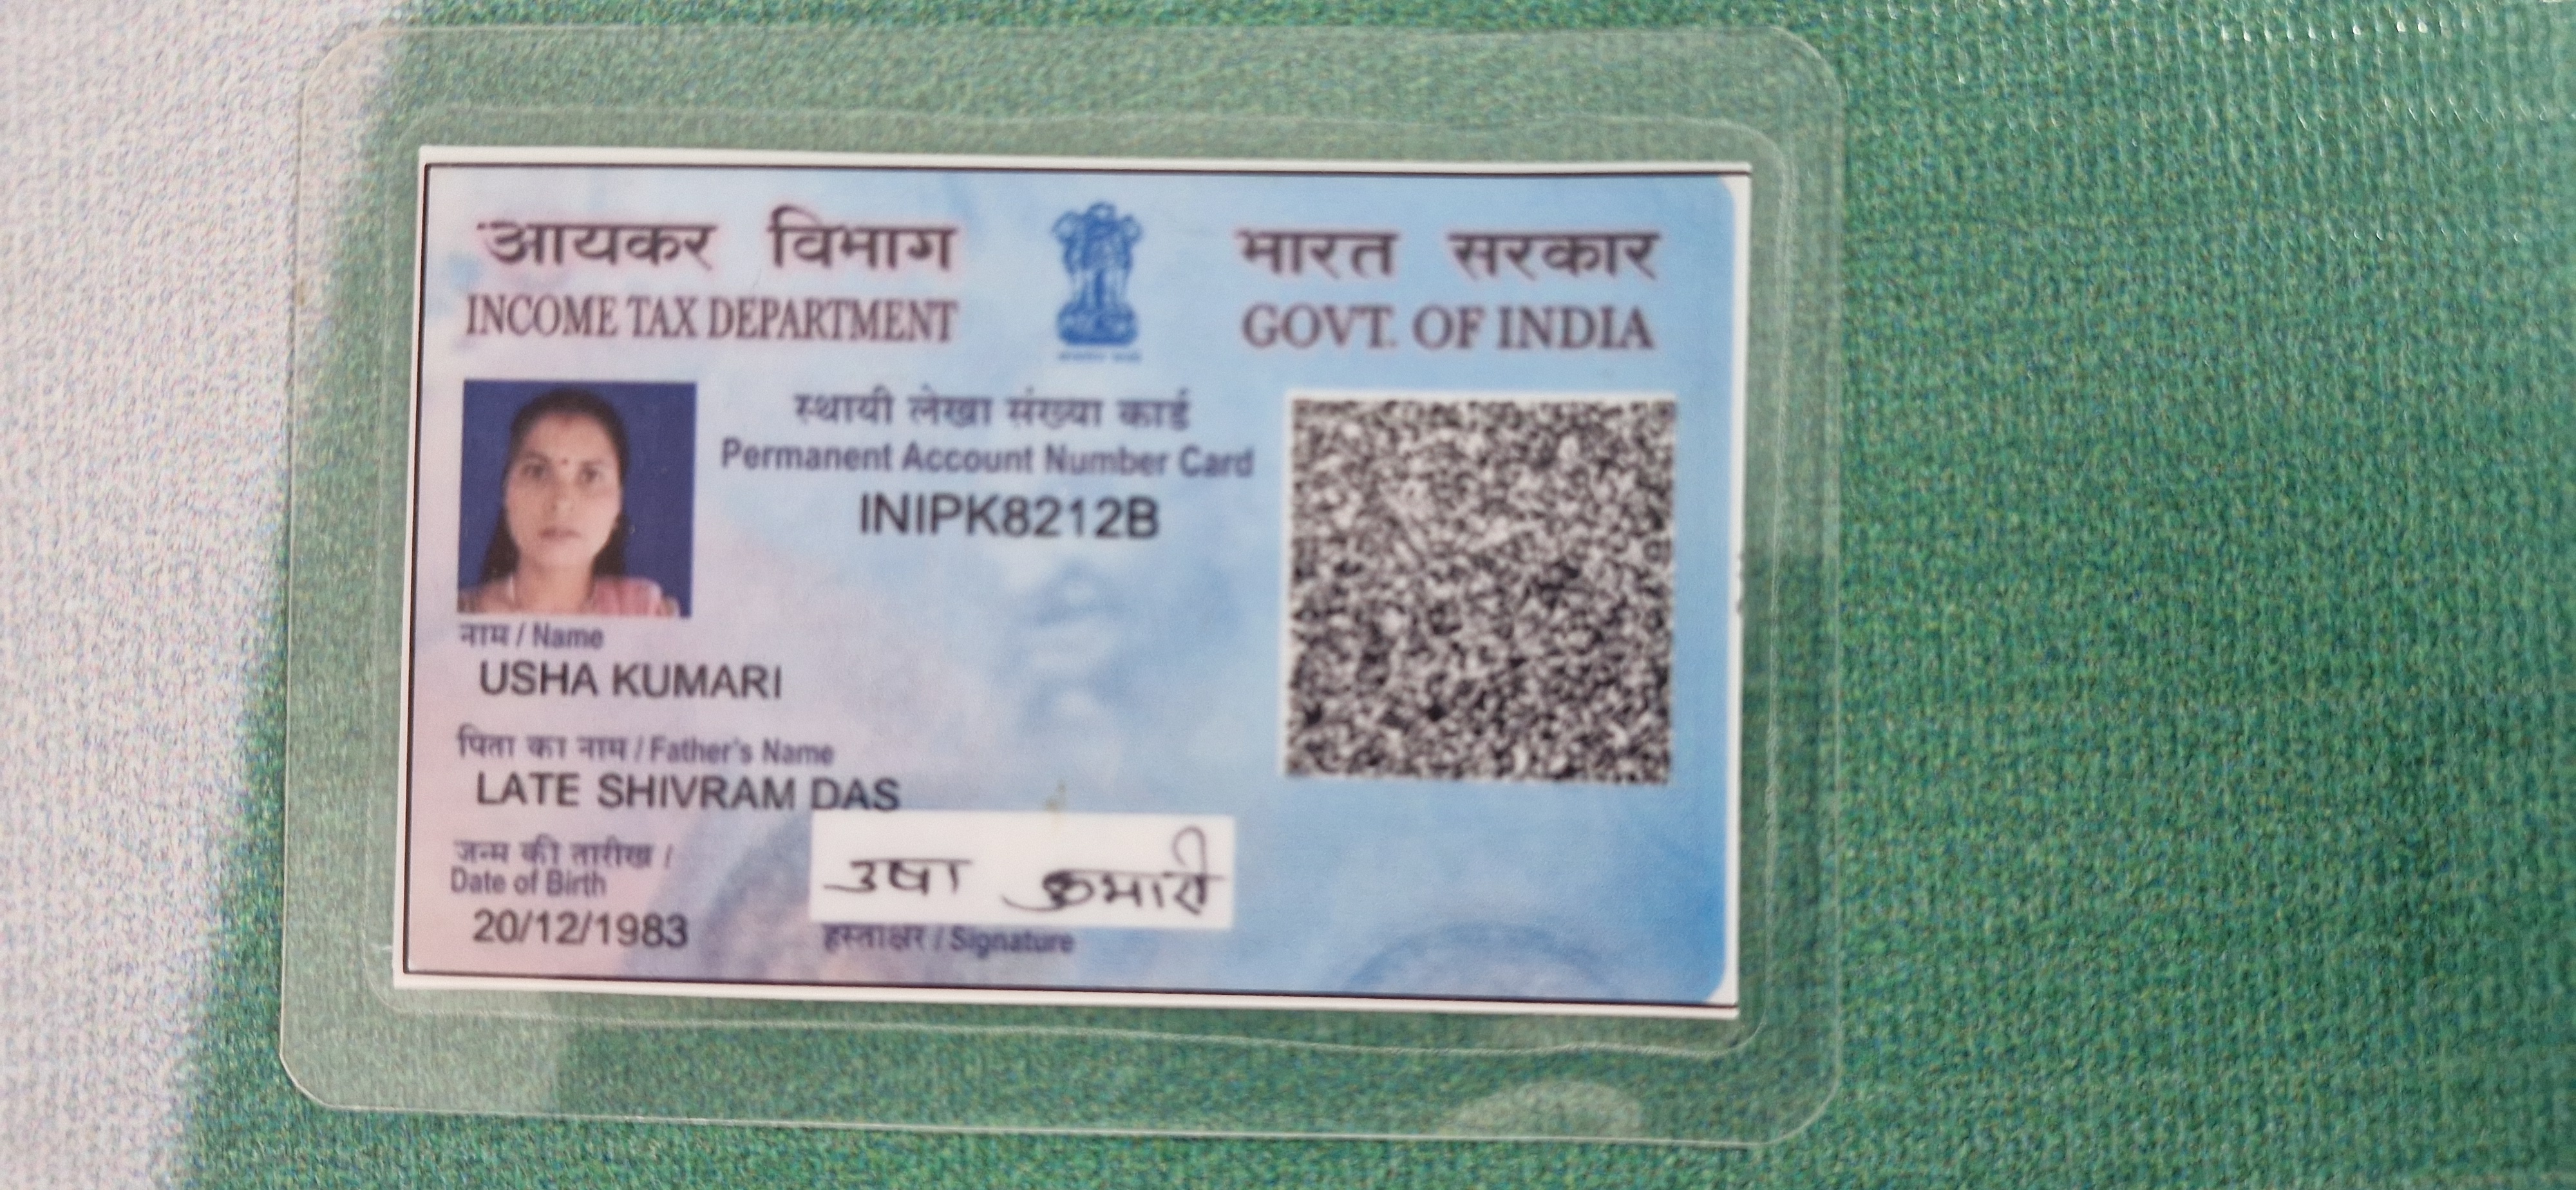 आयकर विभाग
INCOME TAX DEPARTMENT
भारत सरकार
GOVT. OF INDIA
स्थायी लेखा संख्या कार्ड
Permanent Account Number Card
INIPK8212B
नाम / Name
USHA KUMARI
पिता का नाम / Father's Name
LATE SHIVRAM DAS
जन्म की तारीख /
Date of Birth
20/12/1983
उषा कुमारी
हस्ताक्षर / Signature